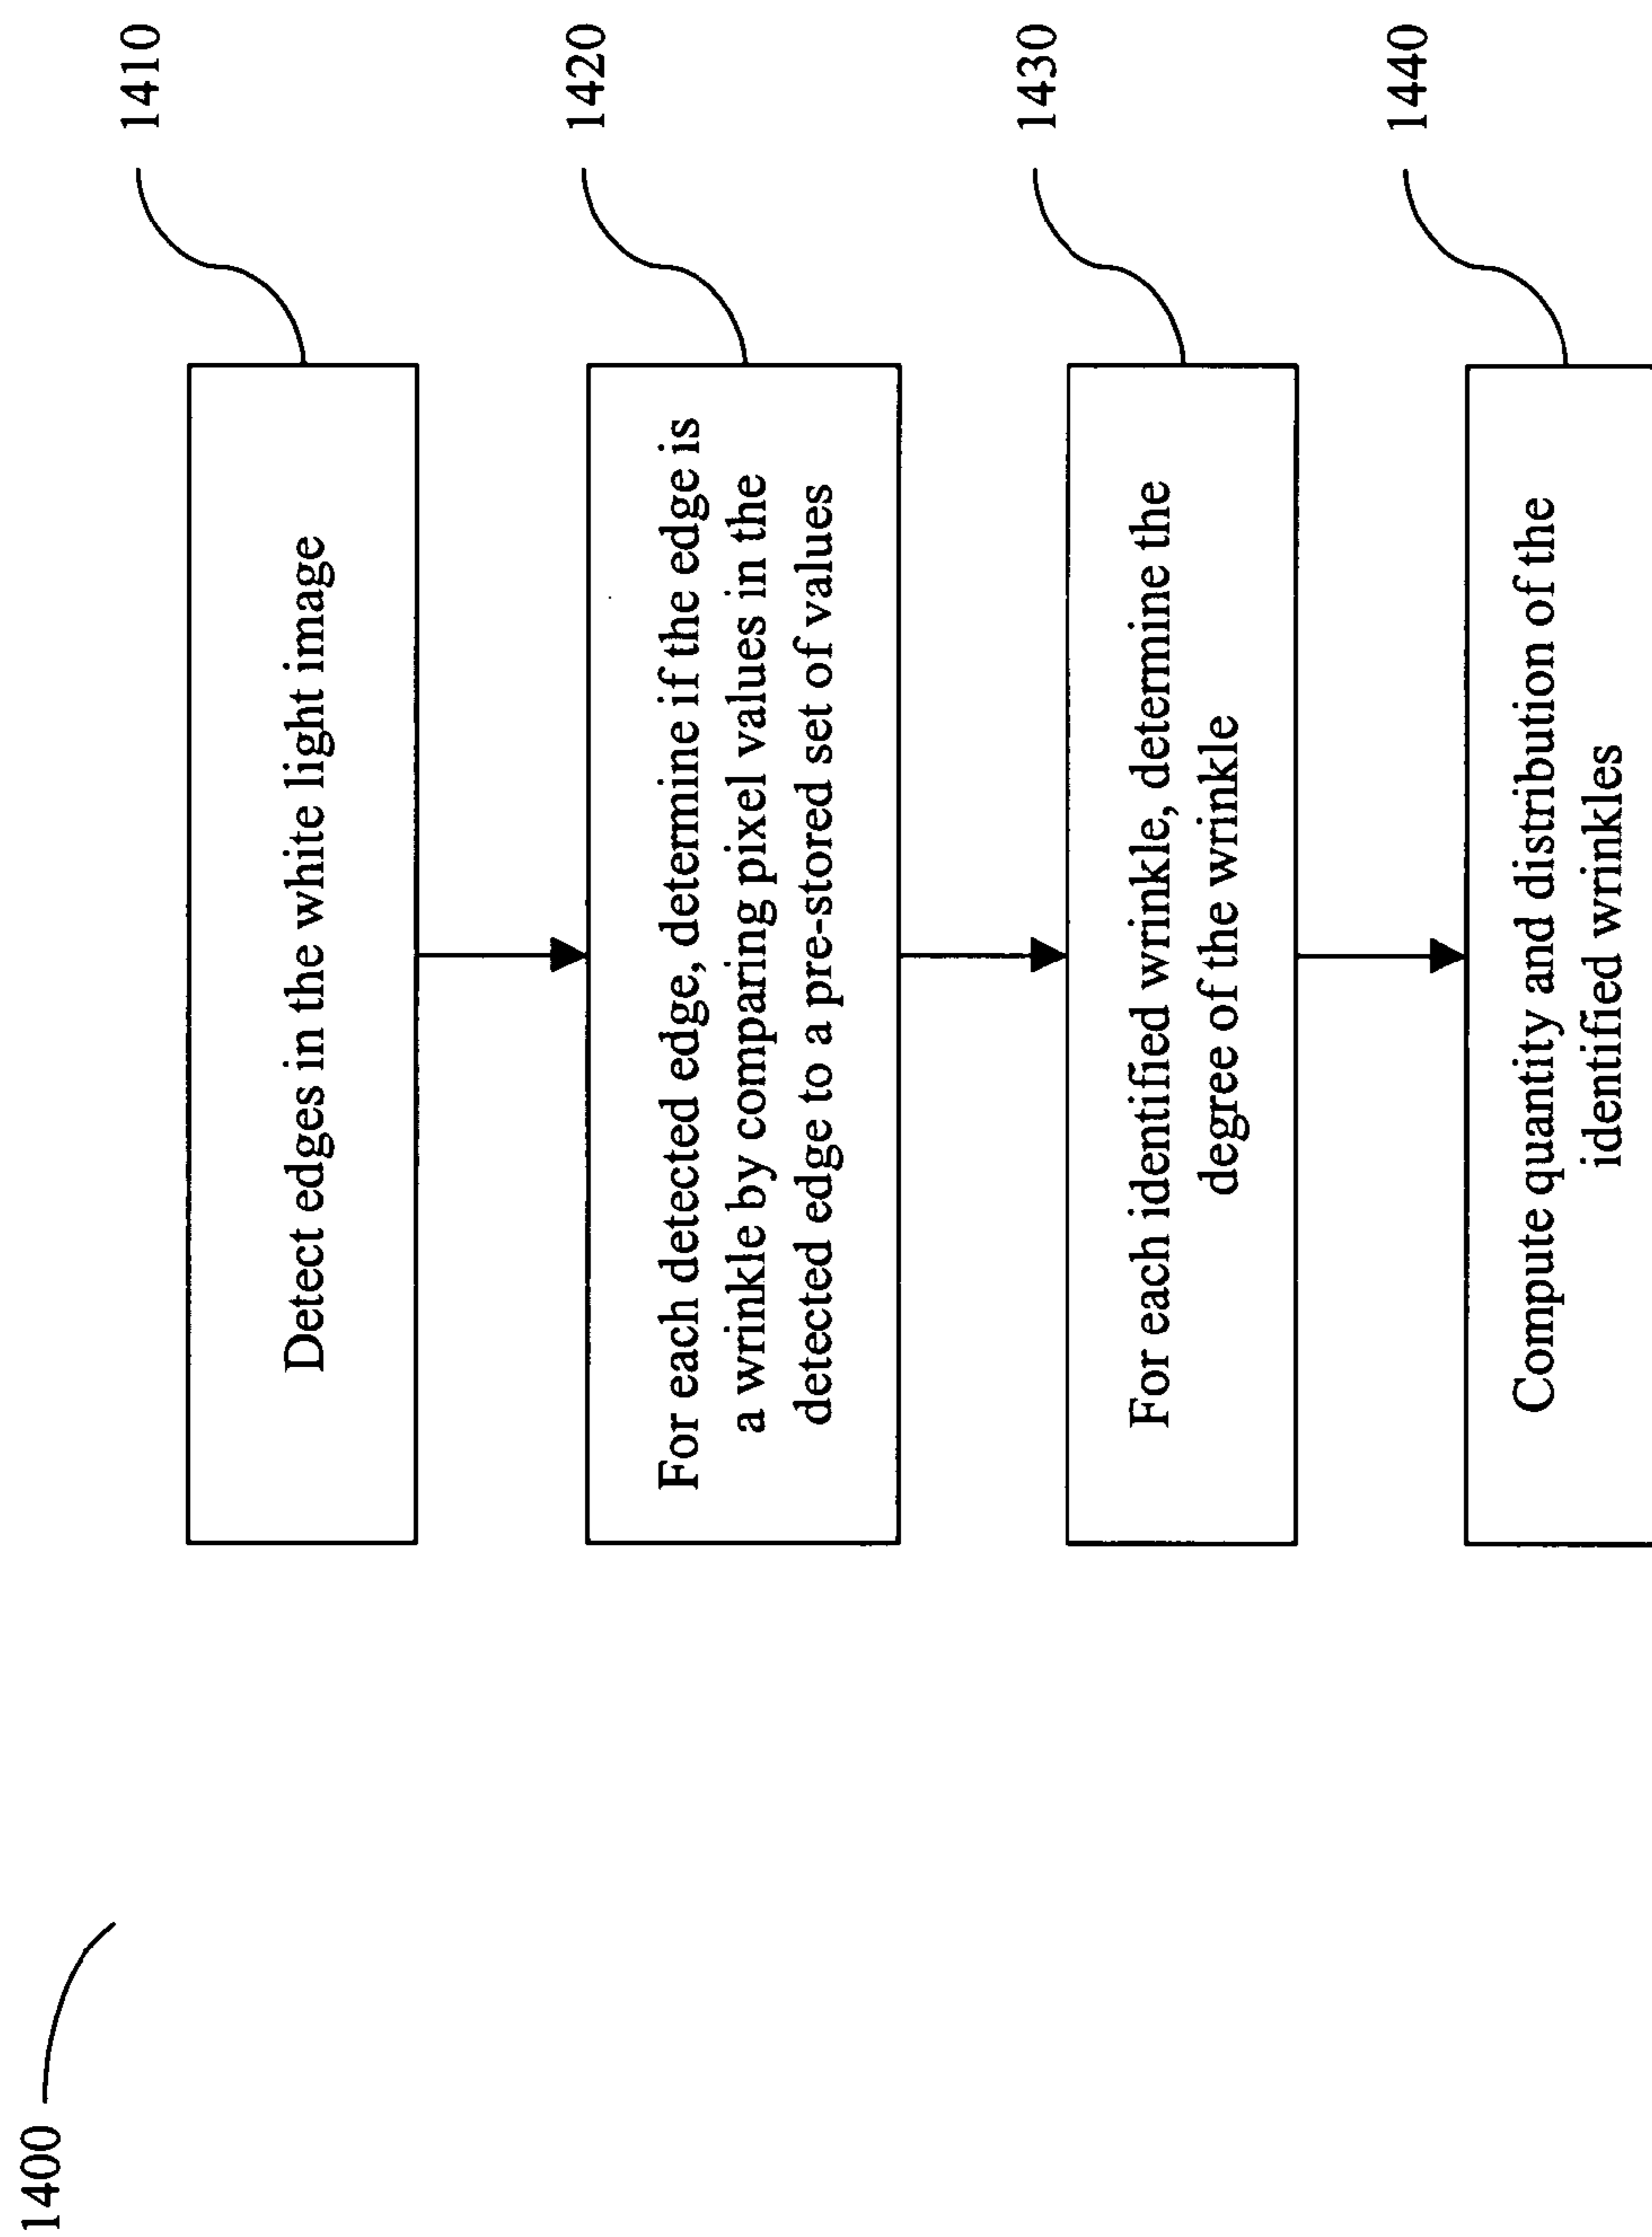 1400
1410
Detect edges in the white light image
1420
For each detected edge, determine if the edge is
a wrinkle by comparing pixel values in the
detected edge to a pre-stored set of values
1430
For each identified wrinkle, determine the
degree of the wrinkle
1440
Compute quantity and distribution of the
identified wrinkles